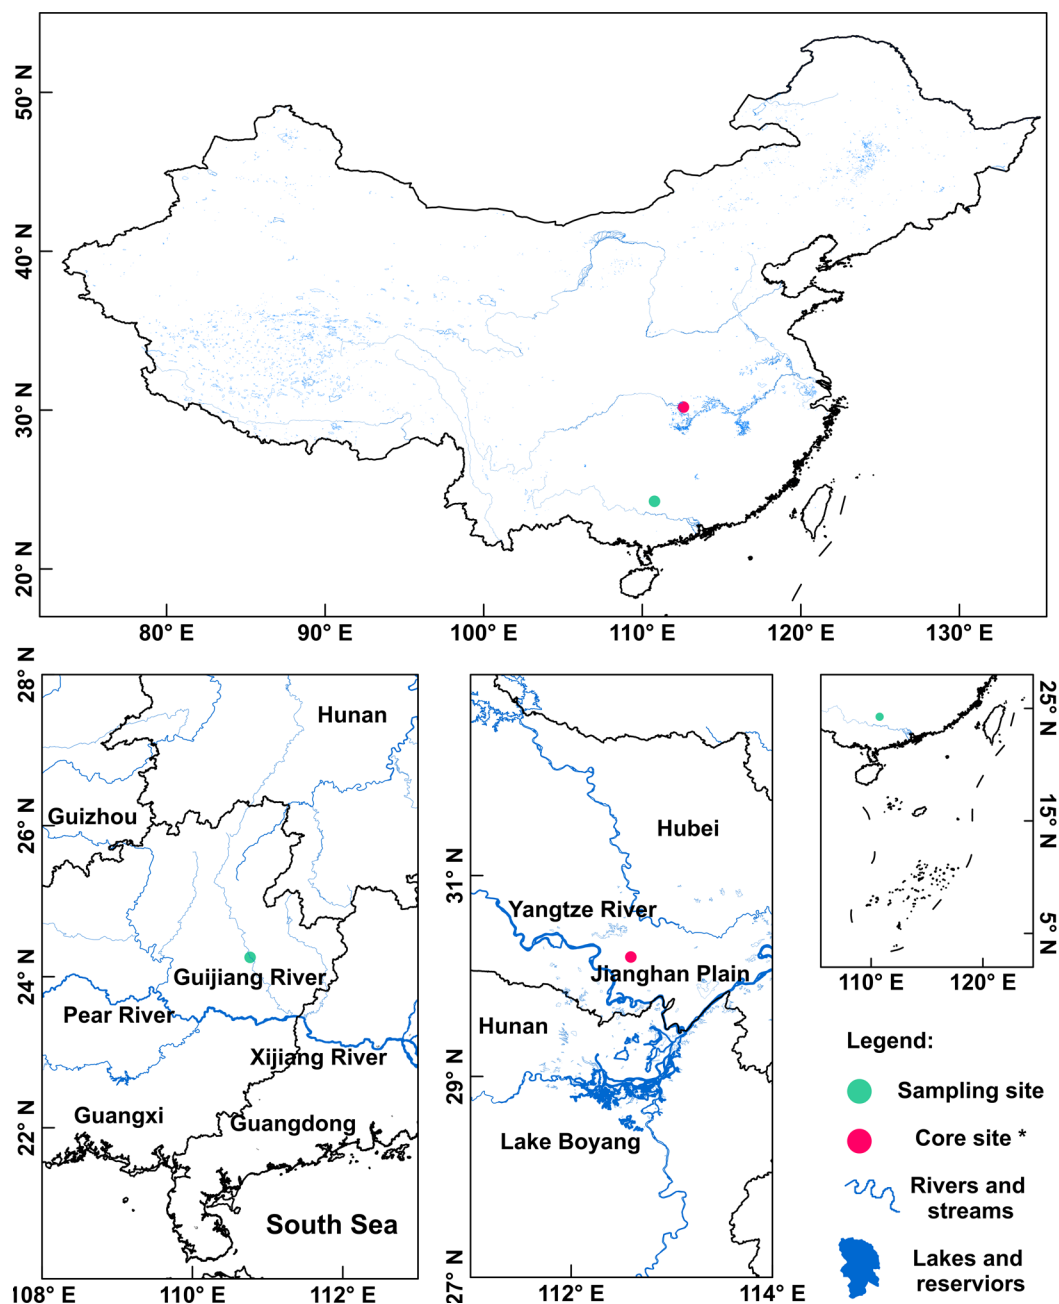 50° N
40° N
30° N
20° N
80° E
90° E
100° E
110° E
120° E
130° E
28° N
26° N
24° N
22° N
Hunan
Guizhou
Guijiang River
Pear River
Xijiang River
Guangxi
Guangdong
South Sea
108° E
110° E
112° E
31° N
29° N
27° N
Hubei
Yangtze River
Jianghan Plain
Hunan
Lake Boyang
112° E
114° E
25° N
15° N
5° N
110° E
120° E
Legend:
Sampling site
Core site *
Rivers and
streams
Lakes and
reserviors